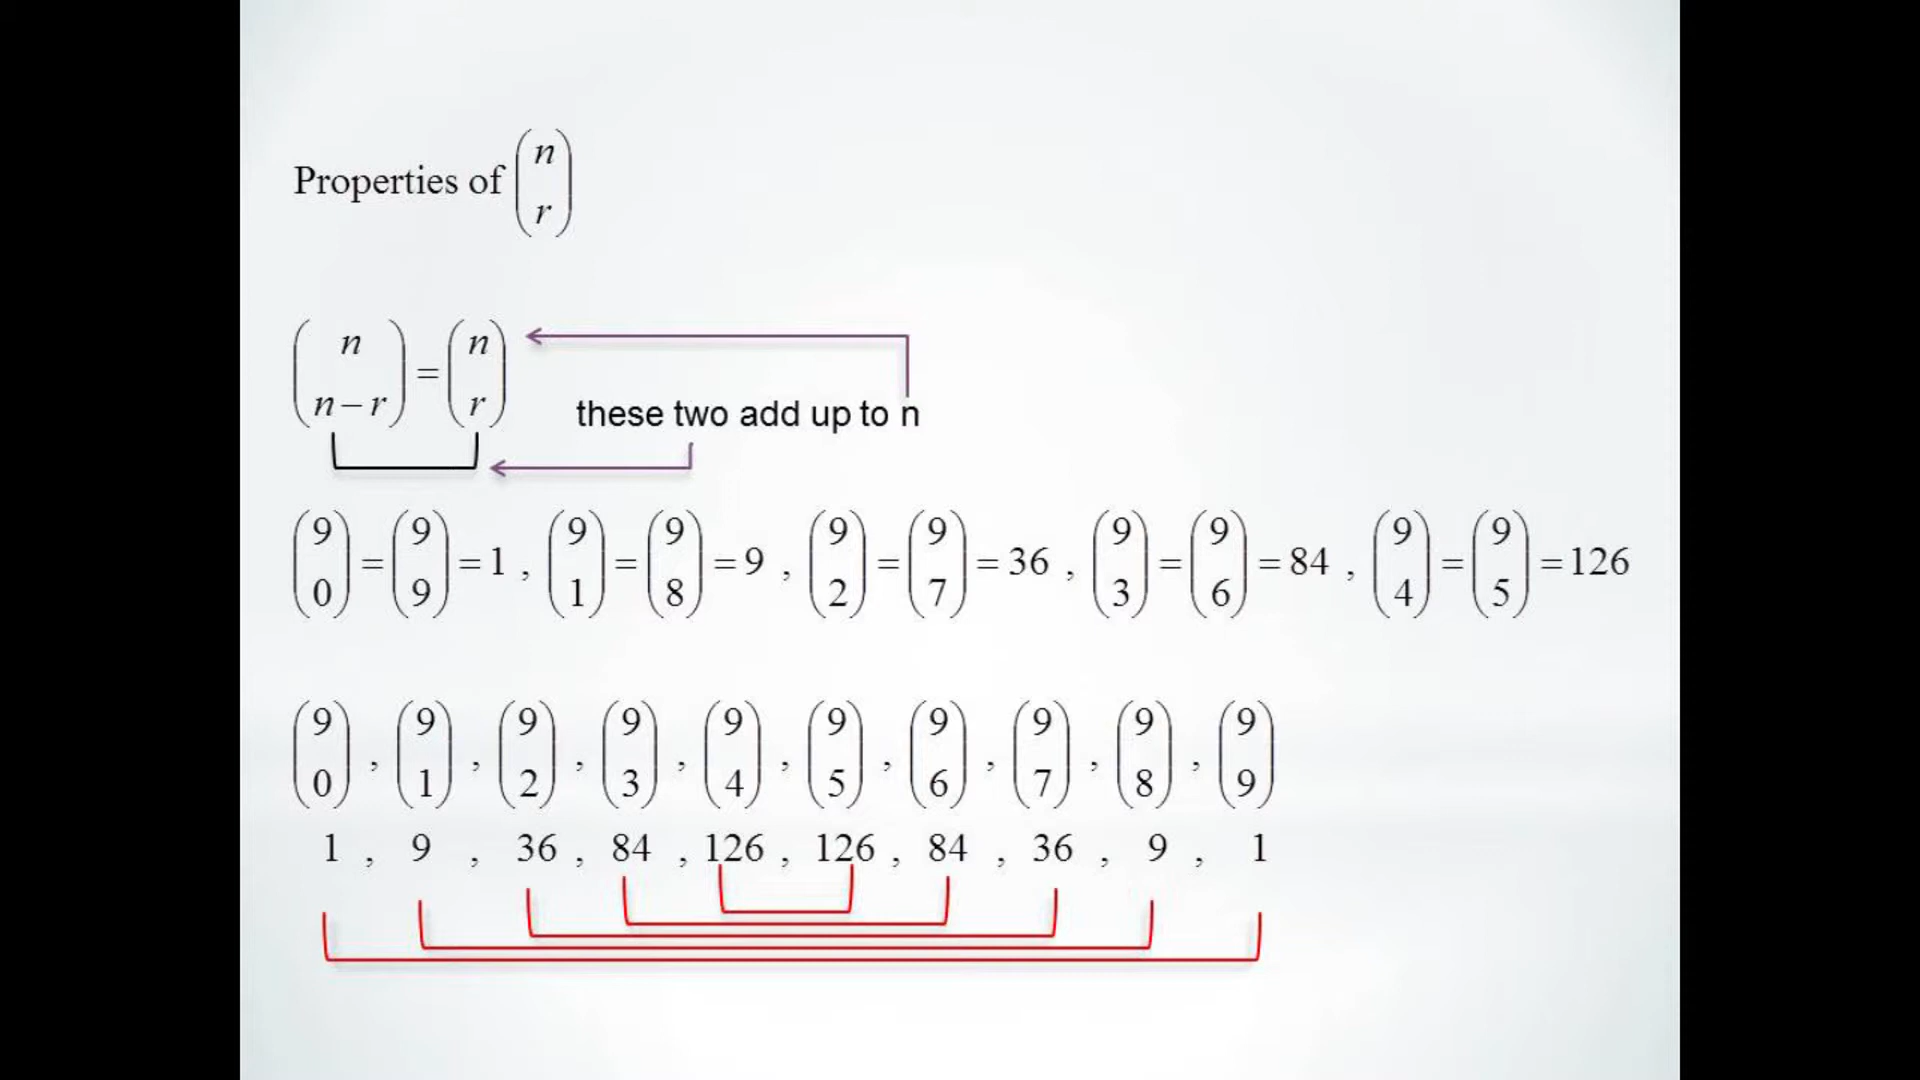 Properties of (n r)
(n n−r) = (n r)
these two add up to n
(9 0) = (9 9) = 1 , (9 1) = (9 8) = 9 , (9 2) = (9 7) = 36 , (9 3) = (9 6) = 84 , (9 4) = (9 5) = 126
(9 0) , (9 1) , (9 2) , (9 3) , (9 4) , (9 5) , (9 6) , (9 7) , (9 8) , (9 9)
1 , 9 , 36 , 84 , 126 , 126 , 84 , 36 , 9 , 1